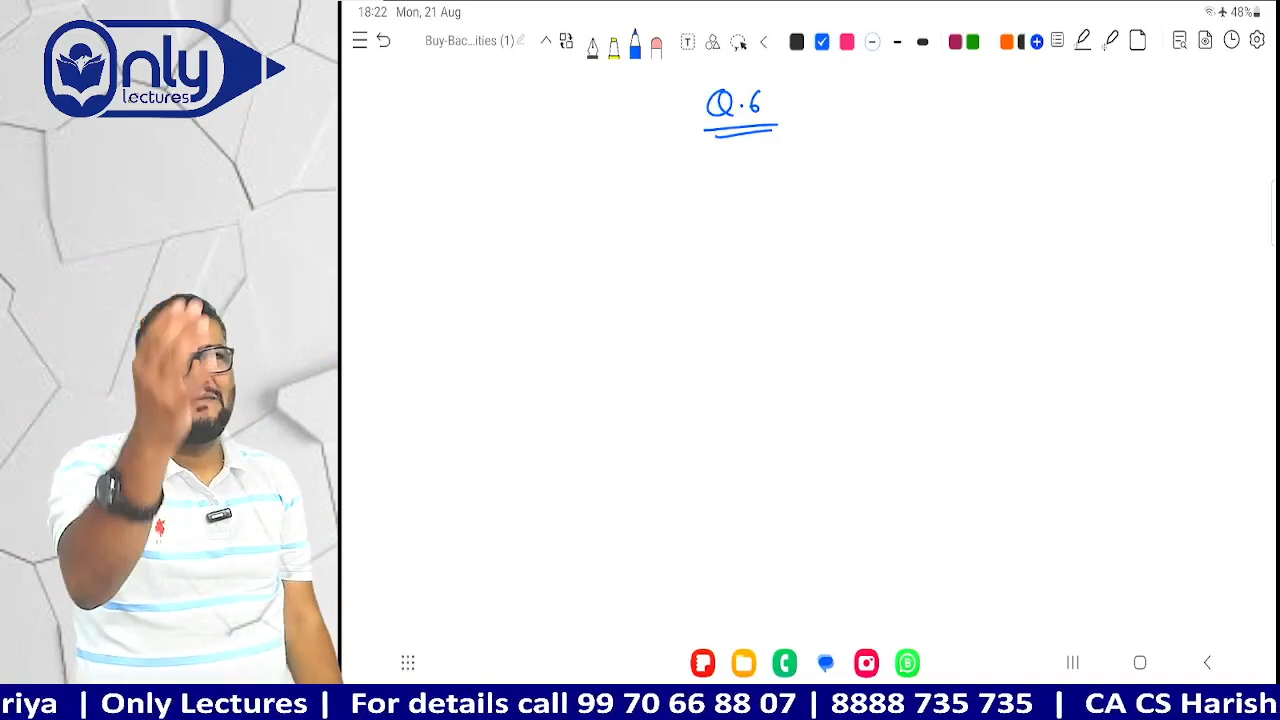 18:22 Mon, 21 Aug
48%
Only
lectures
Buy-Bac...ities (1)
Q.6
riya | Only Lectures | For details call 99 70 66 88 07 | 8888 735 735 | CA CS Harish